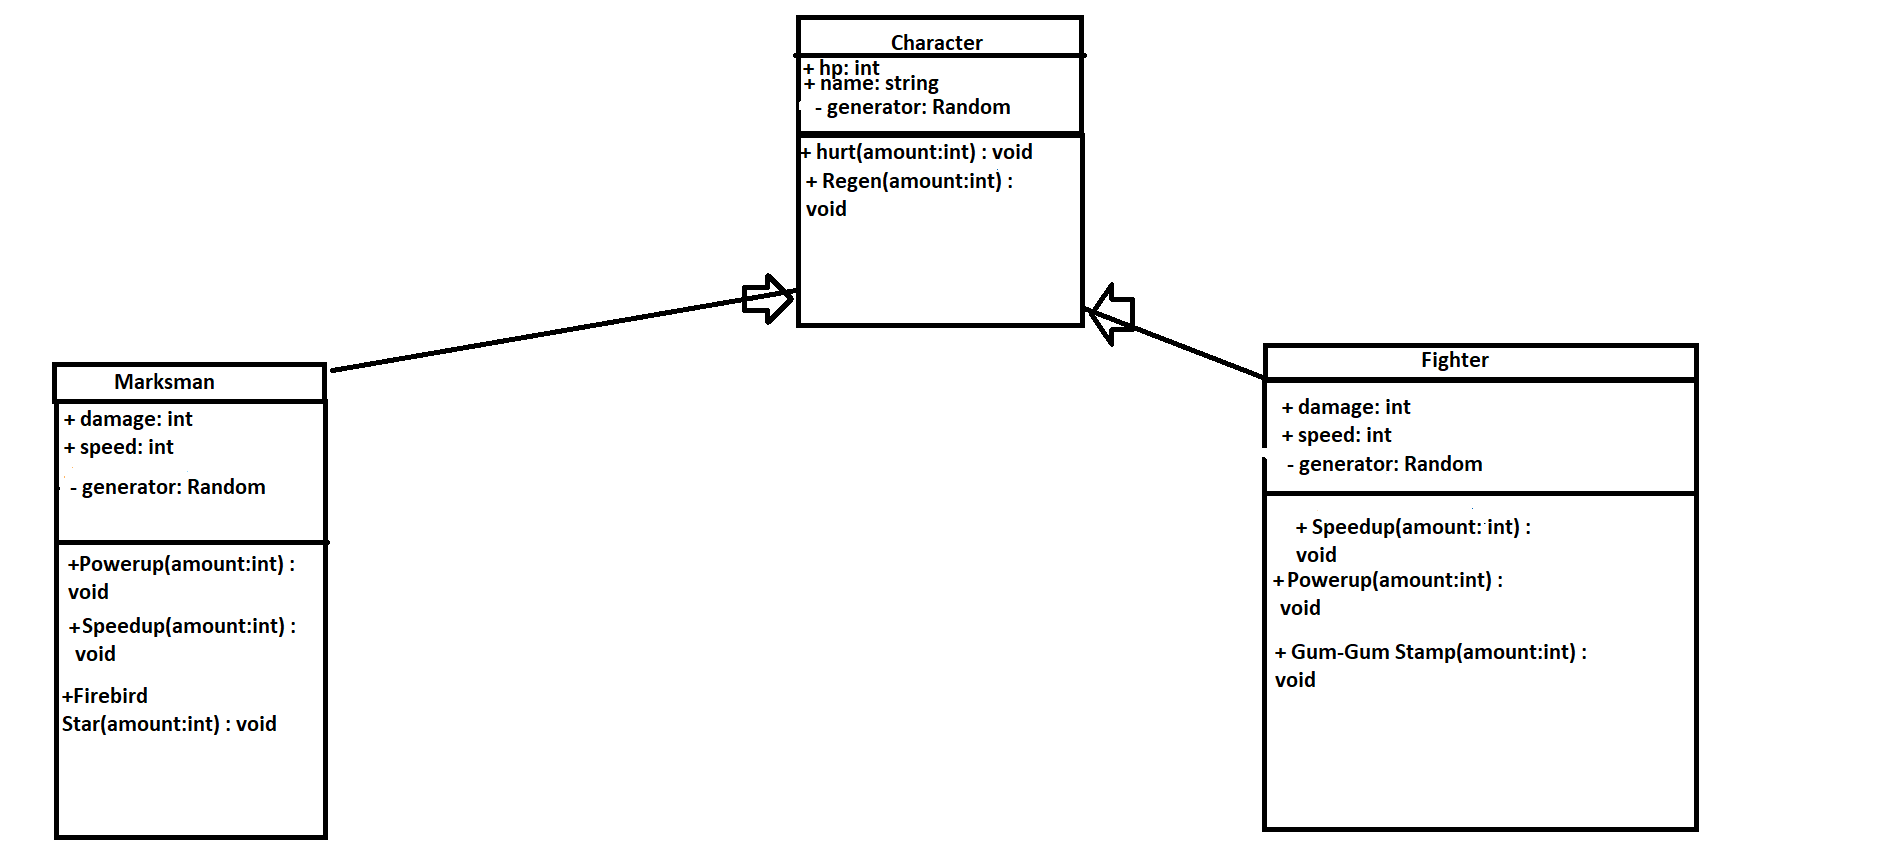 Character
+ hp: int
+ name: string
- generator: Random
+ hurt(amount:int) : void
+ Regen(amount:int) :
void
Marksman
+ damage: int
+ speed: int
- generator: Random
+Powerup(amount:int) :
void
+Speedup(amount:int) :
void
+Firebird
Star(amount:int) : void
Fighter
+ damage: int
+ speed: int
- generator: Random
+ Speedup(amount: int) :
void
+Powerup(amount:int) :
void
+ Gum-Gum Stamp(amount:int) :
void